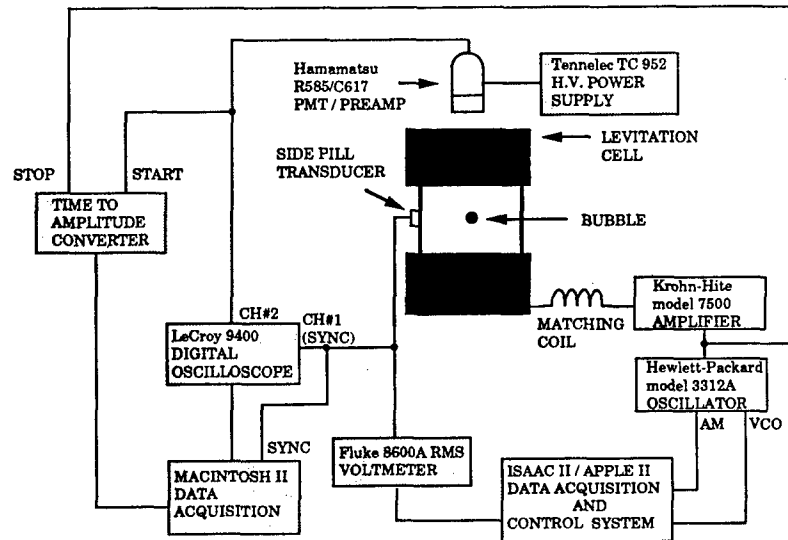 Hamamatsu
R585/C617
PMT / PREAMP
Tennelec TC 952
H.V. POWER
SUPPLY
LEVITATION
CELL
SIDE PILL
TRANSDUCER
STOP
START
TIME TO
AMPLITUDE
CONVERTER
BUBBLE
Krohn-Hite
model 7500
AMPLIFIER
MATCHING
COIL
CH#2
CH#1
(SYNC)
LeCroy 9400
DIGITAL
OSCILLOSCOPE
Hewlett-Packard
model 3312A
OSCILLATOR
AM
VCO
SYNC
Fluke 8600A RMS
VOLTMETER
MACINTOSH II
DATA
ACQUISITION
ISAAC II / APPLE II
DATA ACQUISITION
AND
CONTROL SYSTEM